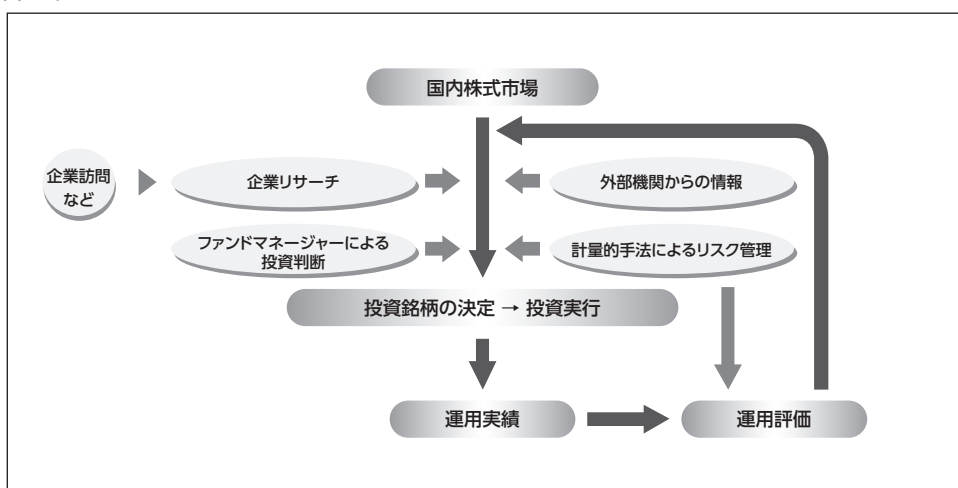 国内株式市場
企業訪問
など
企業リサーチ
外部機関からの情報
ファンドマネージャーによる
投資判断
計量的手法によるリスク管理
投資銘柄の決定 → 投資実行
運用実績
運用評価